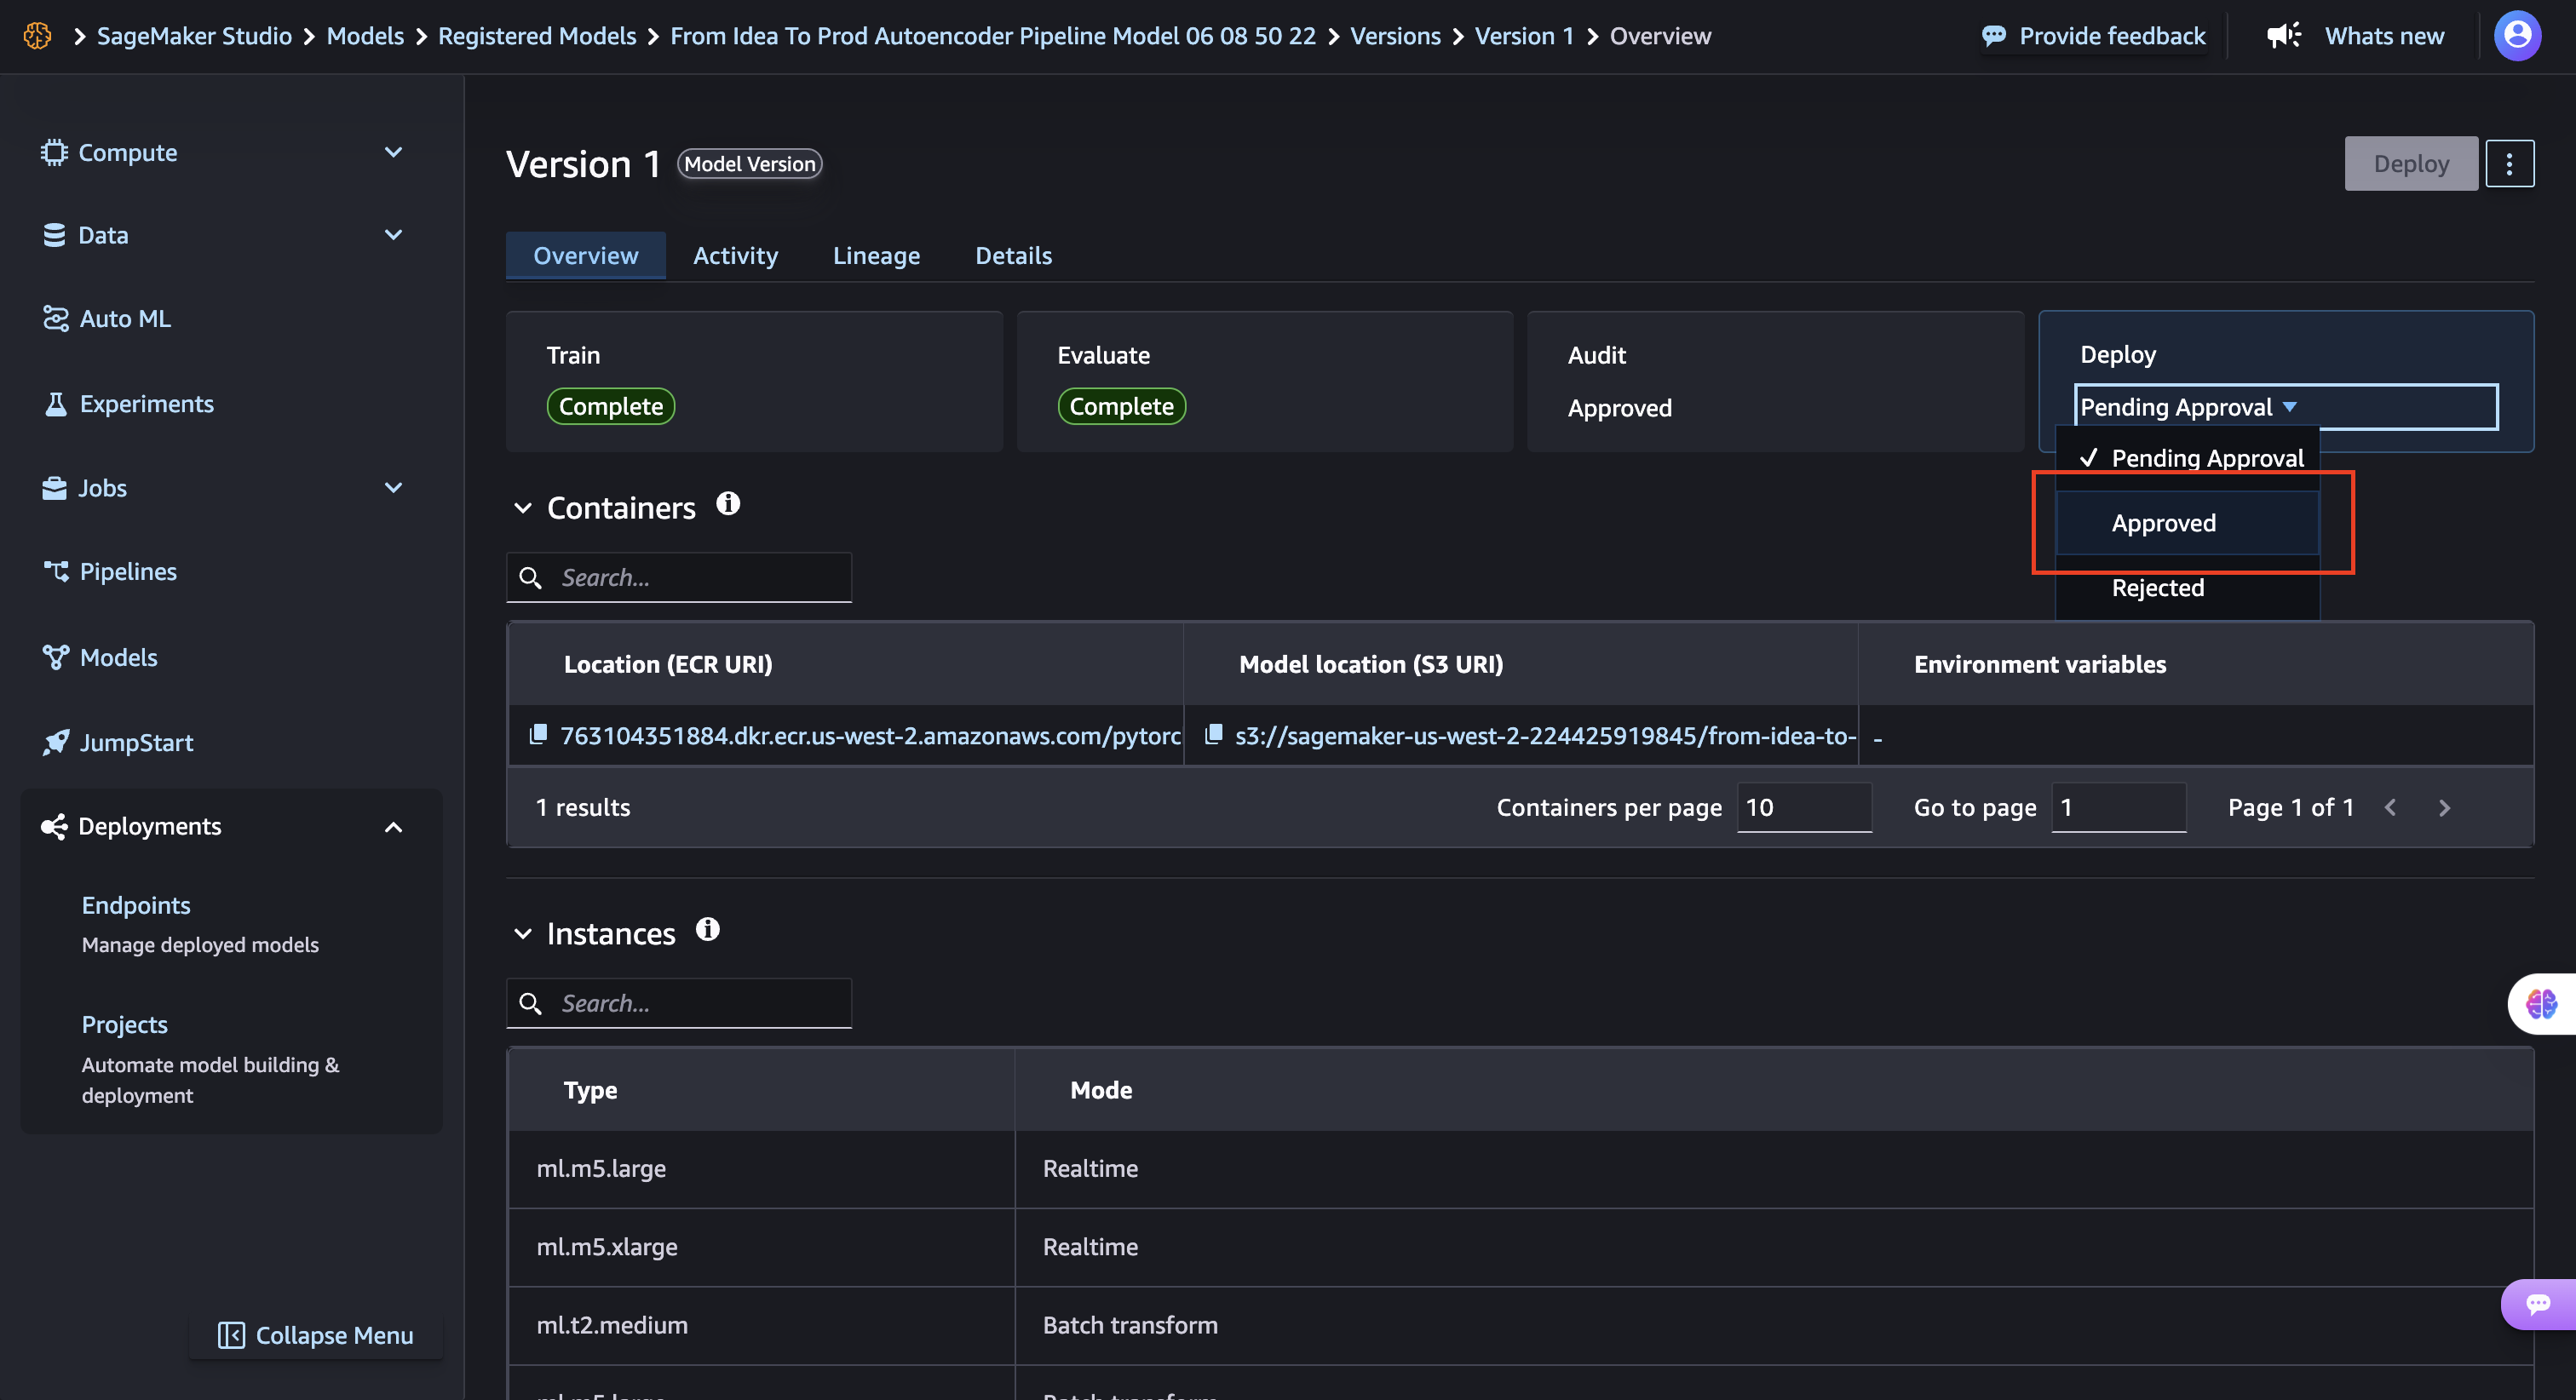 SageMaker Studio > Models > Registered Models > From Idea To Prod Autoencoder Pipeline Model 06 08 50 22 > Versions > Version 1 > Overview
Provide feedback
Whats new
Compute
Data
Auto ML
Experiments
Jobs
Pipelines
Models
JumpStart
Deployments
Endpoints
Manage deployed models
Projects
Automate model building &
deployment
Collapse Menu
Version 1
Model Version
Deploy
Overview
Activity
Lineage
Details
Train
Complete
Evaluate
Complete
Audit
Approved
Deploy
Pending Approval
Pending Approval
Approved
Rejected
Containers
Search...
Location (ECR URI)
Model location (S3 URI)
Environment variables
763104351884.dkr.ecr.us-west-2.amazonaws.com/pytorc
s3://sagemaker-us-west-2-224425919845/from-idea-to-
-
1 results
Containers per page
10
Go to page
1
Page 1 of 1
Instances
Search...
Type
Mode
ml.m5.large
Realtime
ml.m5.xlarge
Realtime
ml.t2.medium
Batch transform